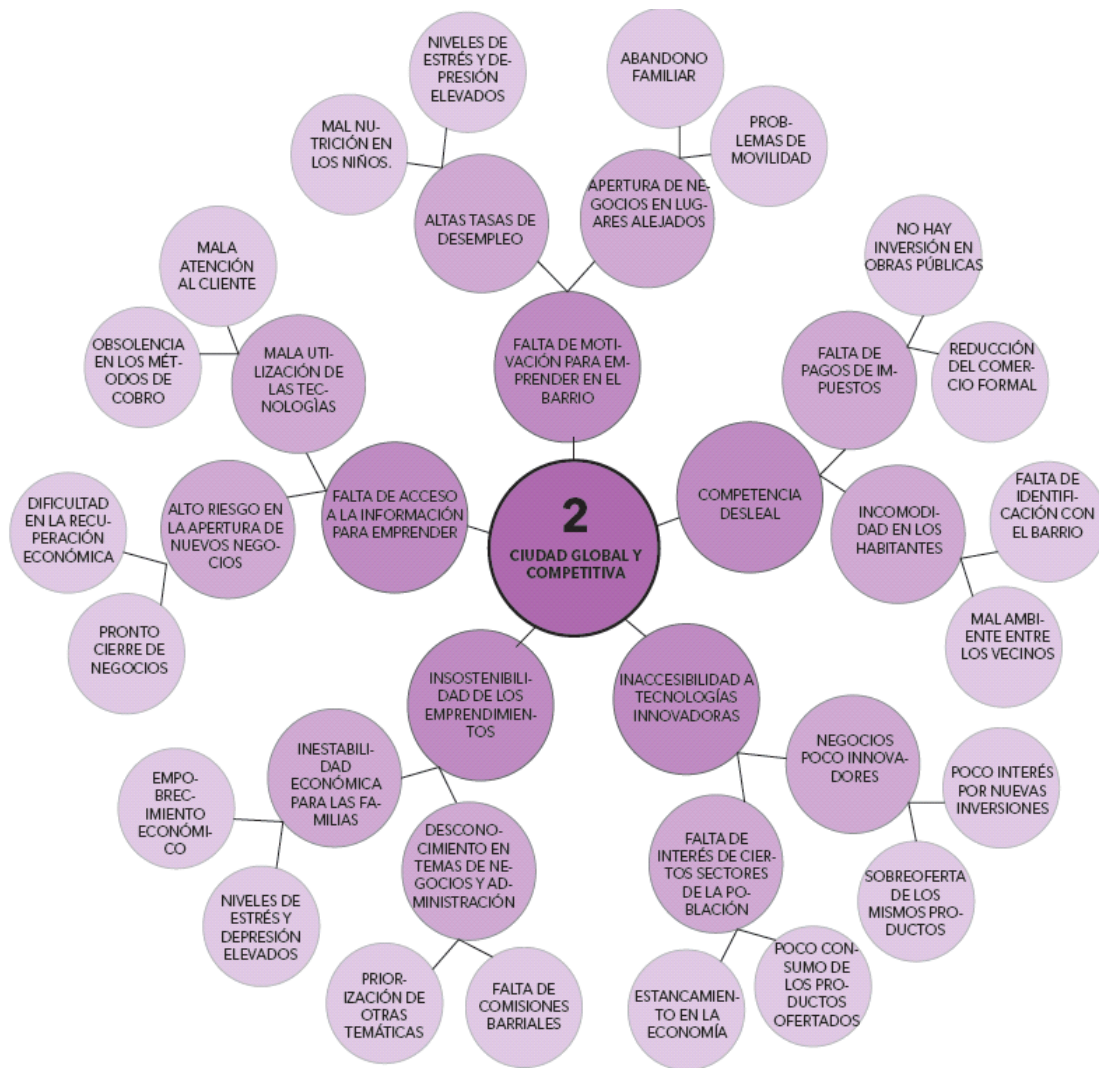 NIVELES DE
ESTRÉS Y DE-
PRESIÓN
ELEVADOS
ABANDONO
FAMILIAR
MAL NU-
TRICIÓN EN
LOS NIÑOS.
PROB-
LEMAS DE
MOVILIDAD
ALTAS TASAS DE
DESEMPLEO
APERTURA DE NE-
GOCIOS EN LUG-
ARES ALEJADOS
FALTA DE MOTI-
VACIÓN PARA EM-
PRENDER EN EL
BARRIO
MALA
ATENCIÓN
AL CLIENTE
OBSOLENCIA
EN LOS MÉT-
ODOS DE
COBRO
MALA UTI-
LIZACIÓN DE
LAS TEC-
NOLOGÌAS
NO HAY
INVERSIÓN EN
OBRAS PÚBLICAS
REDUCCIÓN
DEL COMER-
CIO FORMAL
FALTA DE
PAGOS DE IM-
PUESTOS
DIFICULTAD
EN LA RECU-
PERACIÓN
ECONÓMICA
PRONTO
CIERRE DE
NEGOCIOS
ALTO RIESGO EN
LA APERTURA DE
NUEVOS NEGO-
CIOS
FALTA DE ACCESO
A LA INFORMACIÓN
PARA EMPRENDER
2
CIUDAD GLOBAL Y
COMPETITIVA
COMPETENCIA
DESLEAL
INCOMOD-
IDAD EN LOS
HABITANTES
FALTA DE
IDENTIFI-
CACIÓN CON
EL BARRIO
MAL AMBI-
ENTE ENTRE
LOS VECINOS
INSOSTENIBILI-
DAD DE LOS
EMPRENDIMIEN-
TOS
INACCESIBILIDAD A
TECNOLOGÍAS
INNOVADORAS
INESTABILI-
DAD
ECONÓMICA
PARA LAS FA-
MILIAS
EMPO-
BRECIMIENTO
ECONÓMI-
CO
NIVELES DE
ESTRÉS Y
DEPRESIÓN
ELEVADOS
DESCONO-
CIMIENTO EN
TEMAS DE NE-
GOCIOS Y AD-
MINISTRACIÓN
PRIOR-
IZACIÓN DE
OTRAS
TEMÁTICAS
FALTA DE
COMISIONES
BARRIALES
NEGOCIOS
POCO INNOVA-
DORES
POCO INTERÉS
POR NUEVAS
INVERSIONES
SOBREOFERTA
DE LOS
MISMOS PRO-
DUCTOS
FALTA DE
INTERÉS DE CIER-
TOS SECTORES
DE LA PO-
BLACIÓN
ESTANCAMIEN-
TO EN LA
ECONOMÍA
POCO CON-
SUMO DE
LOS PRO-
DUCTOS
OFERTADOS